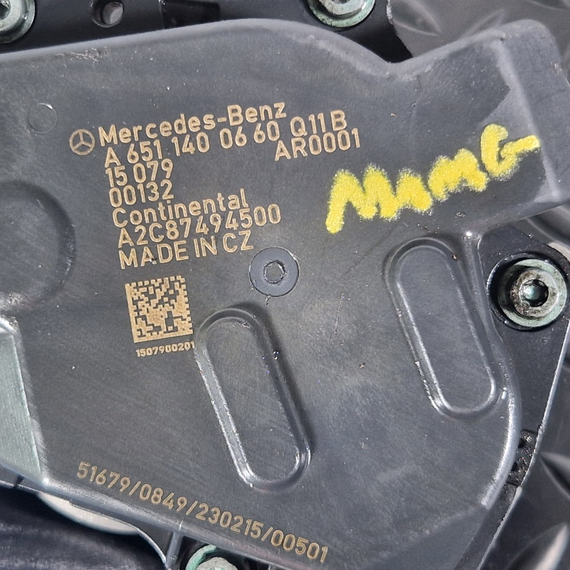 Mercedes-Benz
A 651 140 06 60 Q11B
15 079 AR0001
00132
Continental
A2C87494500
MADE IN CZ
1507900201
51679/0849/230215/00501